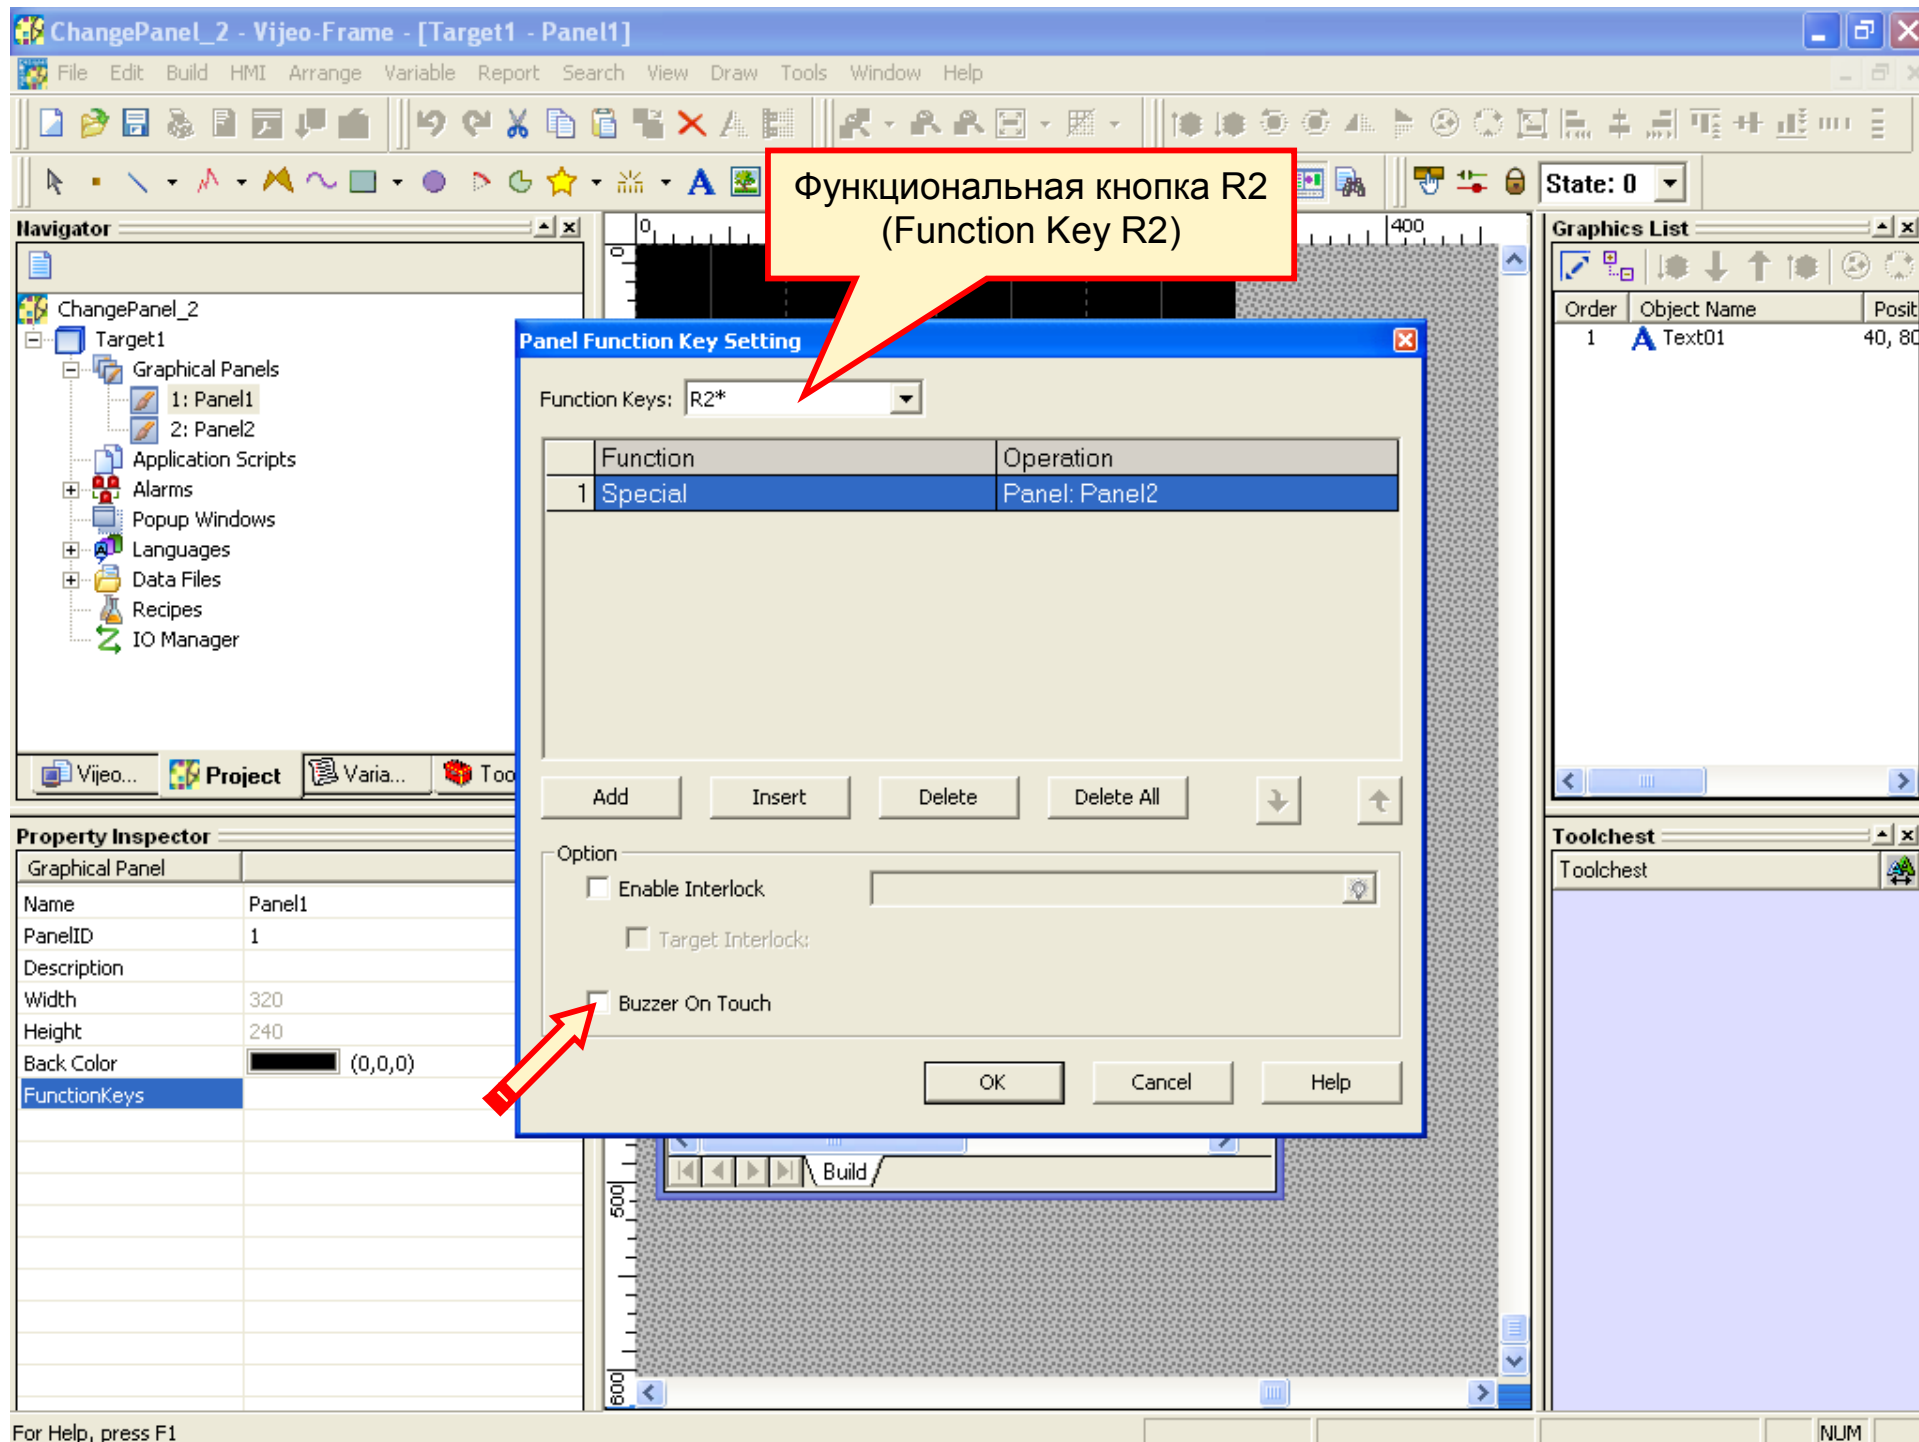 ChangePanel_2 - Vijeo-Frame - [Target1 - Panel1]
File Edit Build HMI Arrange Variable Report Search View Draw Tools Window Help
State: 0
Функциональная кнопка R2
(Function Key R2)
Navigator
ChangePanel_2
Target1
Graphical Panels
1: Panel1
2: Panel2
Application Scripts
Alarms
Popup Windows
Languages
Data Files
Recipes
IO Manager
Vijeo... Project Varia... Too
0 400
0
500
600
Panel Function Key Setting
Function Keys: R2*
Function Operation
1 Special Panel: Panel2
Add Insert Delete Delete All
Option
Enable Interlock
Target Interlock:
Buzzer On Touch
OK Cancel Help
Build
Graphics List
Order Object Name Posit
1 Text01 40, 80
Toolchest
Toolchest
Property Inspector
Graphical Panel
Name Panel1
PanelID 1
Description
Width 320
Height 240
Back Color (0,0,0)
FunctionKeys
For Help, press F1
NUM